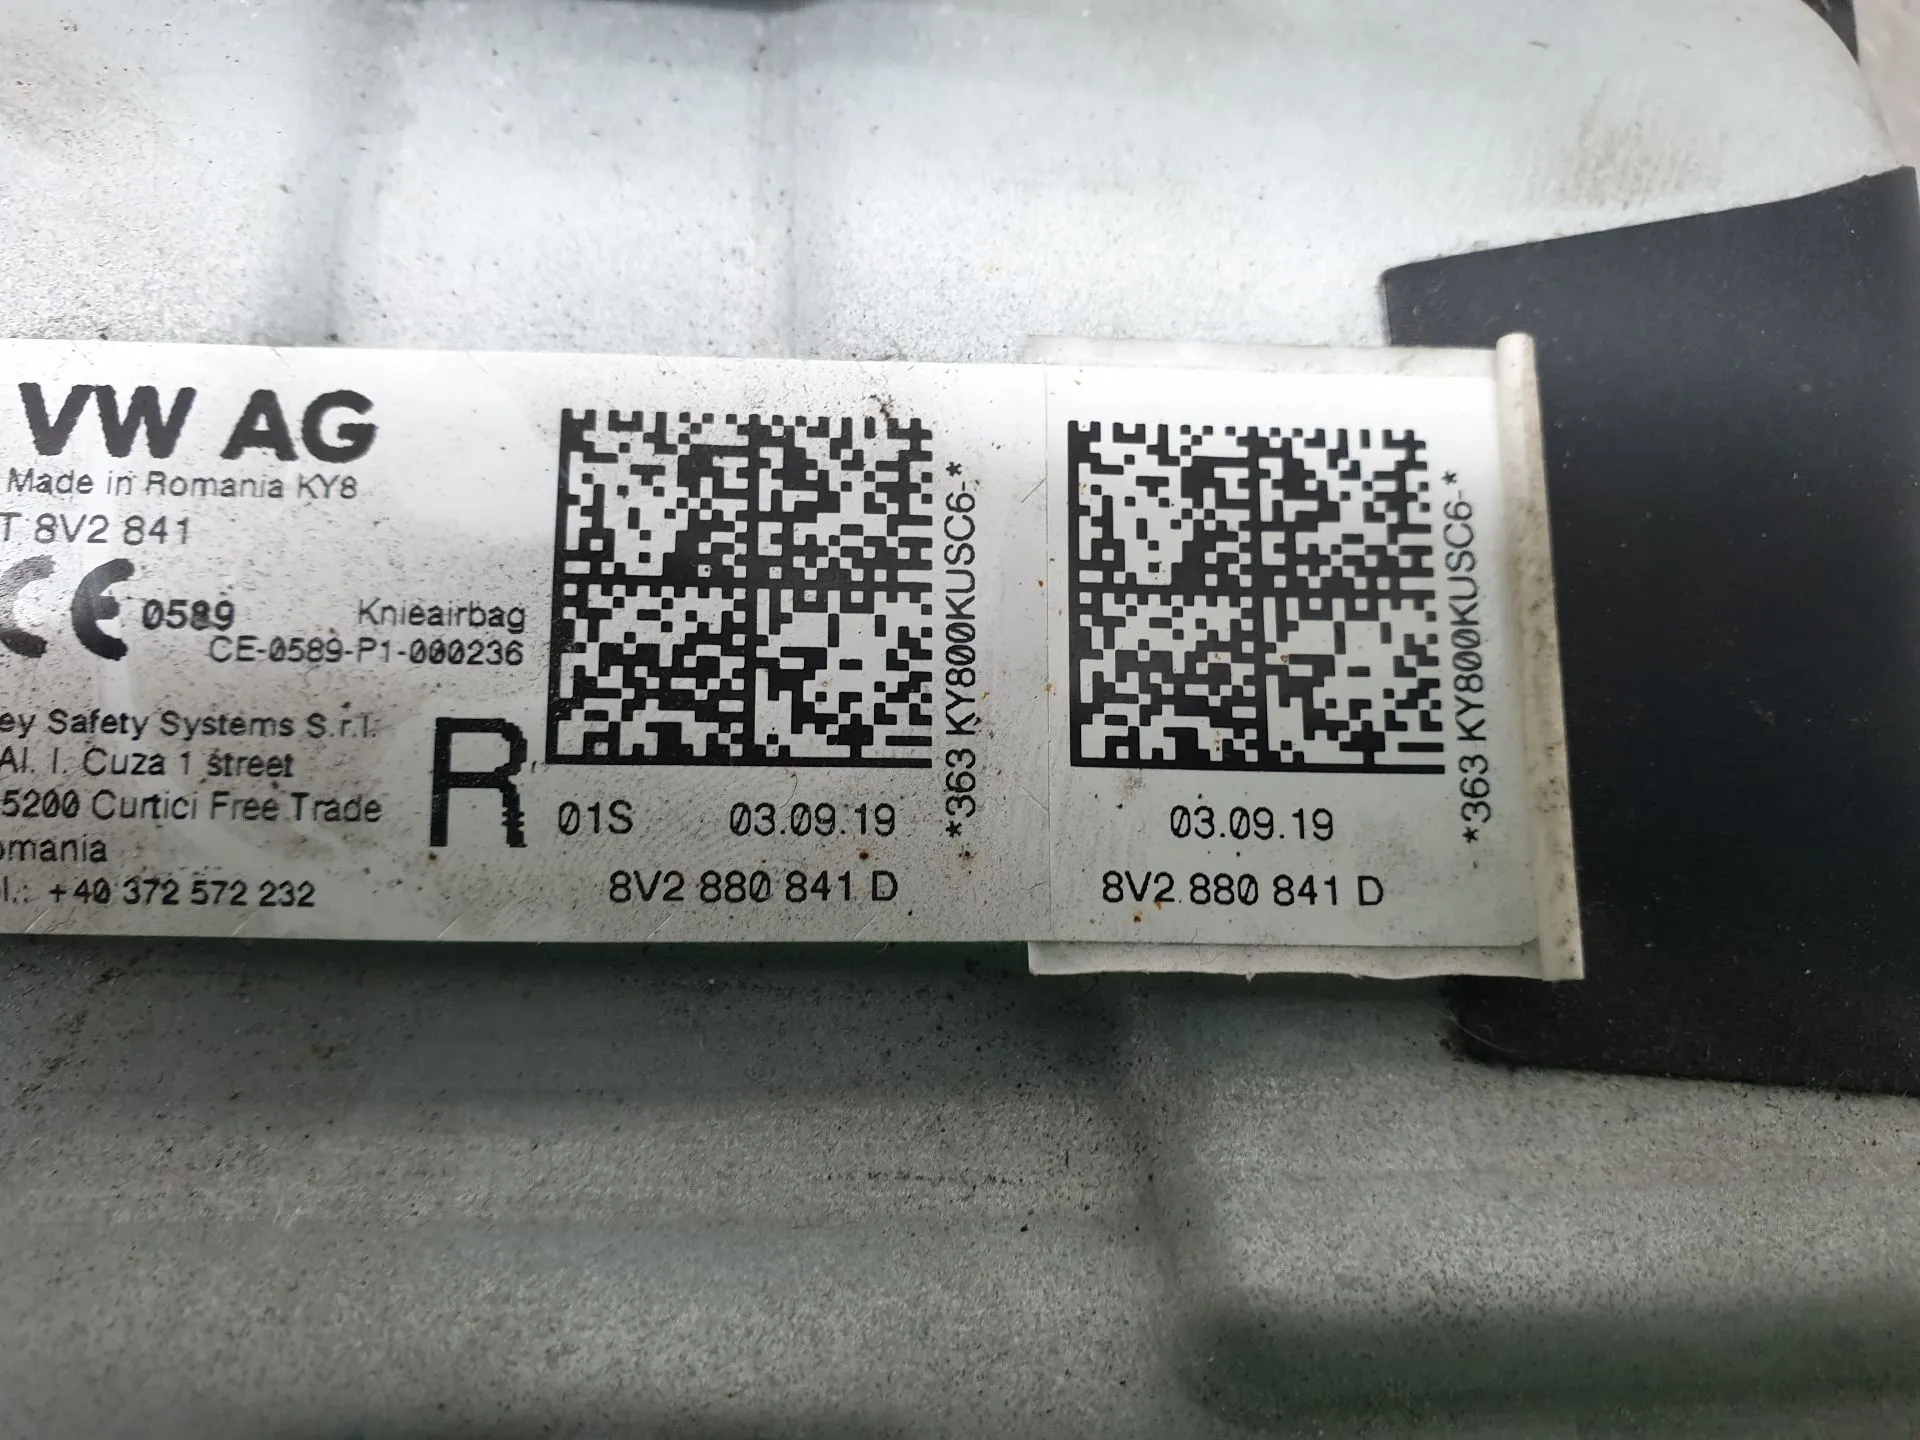 VW AG
Made in Romania KY8
T 8V2 841
CE 0589 Knieairbag
CE-0589-P1-000236
ey Safety Systems S.r.l.
Al. I. Cuza 1 street
5200 Curtici Free Trade
omania
l.: +40 372 572 232
R
01S 03.09.19
8V2 880 841 D
*363 KY800KUSC6-*
03.09.19
8V2 880 841 D
*363 KY800KUSC6-*